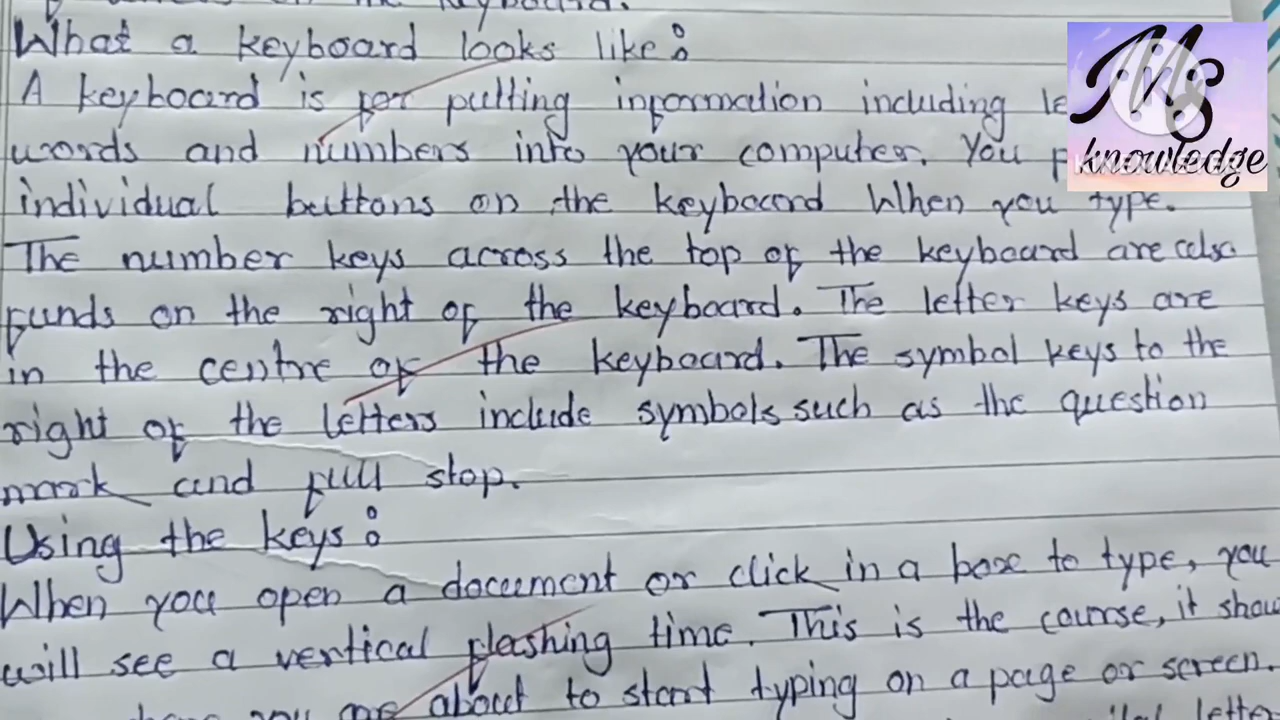 keyboard.
What a keyboard looks like:
A keyboard is for putting information including
words and numbers into your computer. You
individual buttons on the keyboard When you type.
The number keys across the top of the keyboard are also
funds on the right of the keyboard. The letter keys are
in the centre of the keyboard. The symbol keys to the
right of the letters include symbols such as the question
mark and full stop.
Using the keys:
When you open a document or click in a box to type, you
will see a vertical flashing time. This is the course, it
you are about to start typing on a page or screen.
MS
knowledge